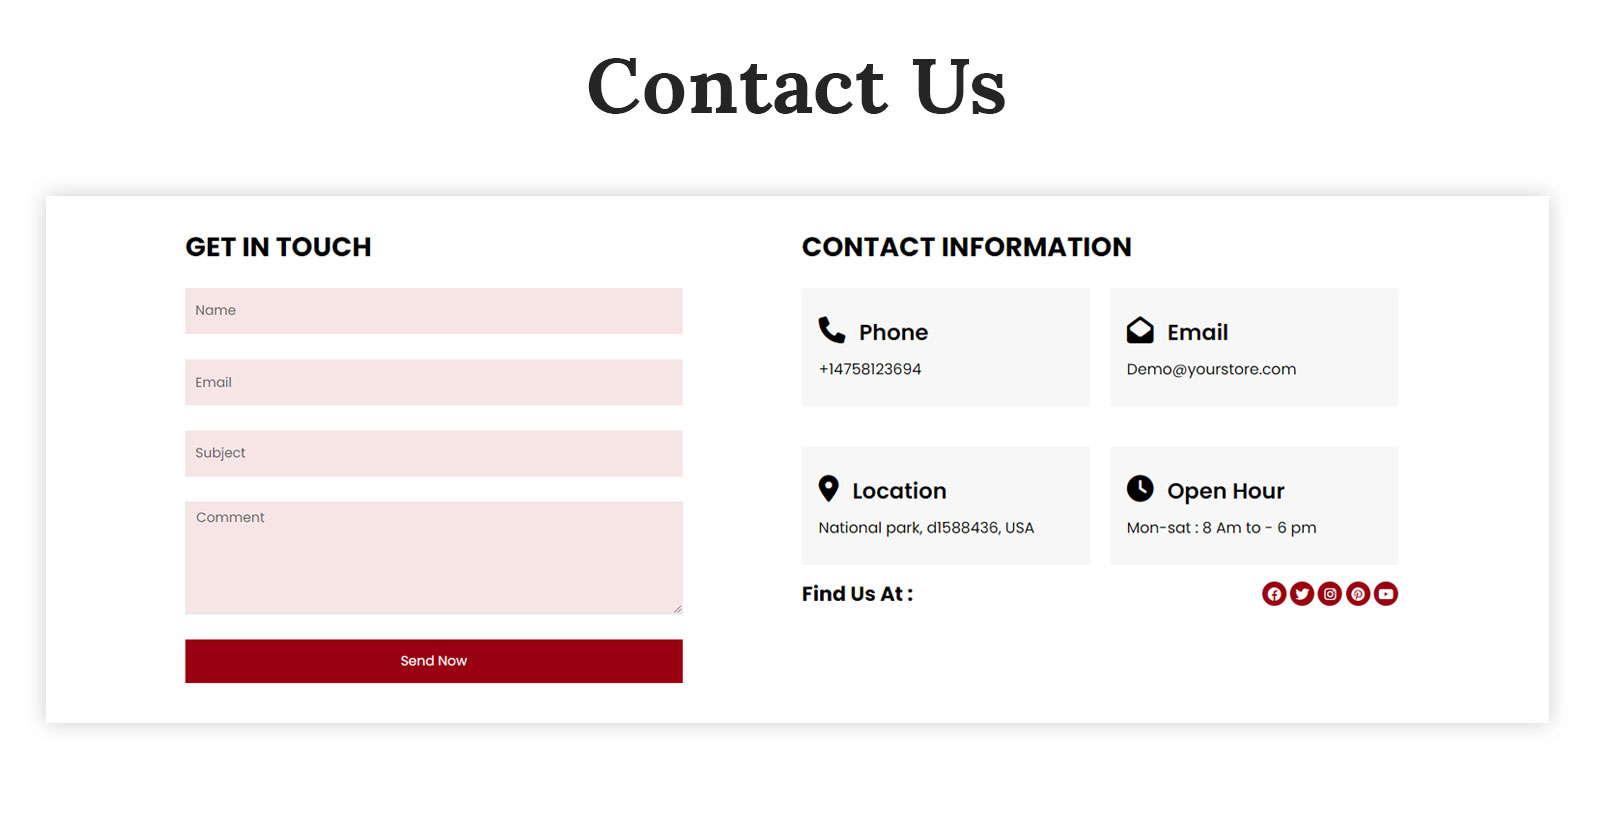 Contact Us
GET IN TOUCH
Name
Email
Subject
Comment
Send Now
CONTACT INFORMATION
Phone
+14758123694
Email
Demo@yourstore.com
Location
National park, d1588436, USA
Open Hour
Mon-sat : 8 Am to - 6 pm
Find Us At :